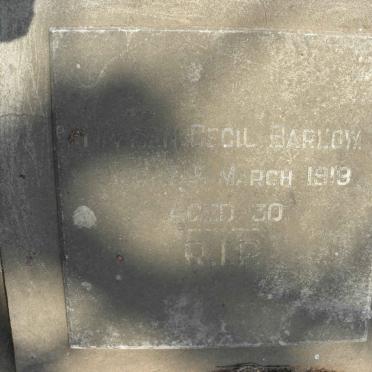 CECIL BARLOW
MARCH 1919
AGED 30
R.I.P.